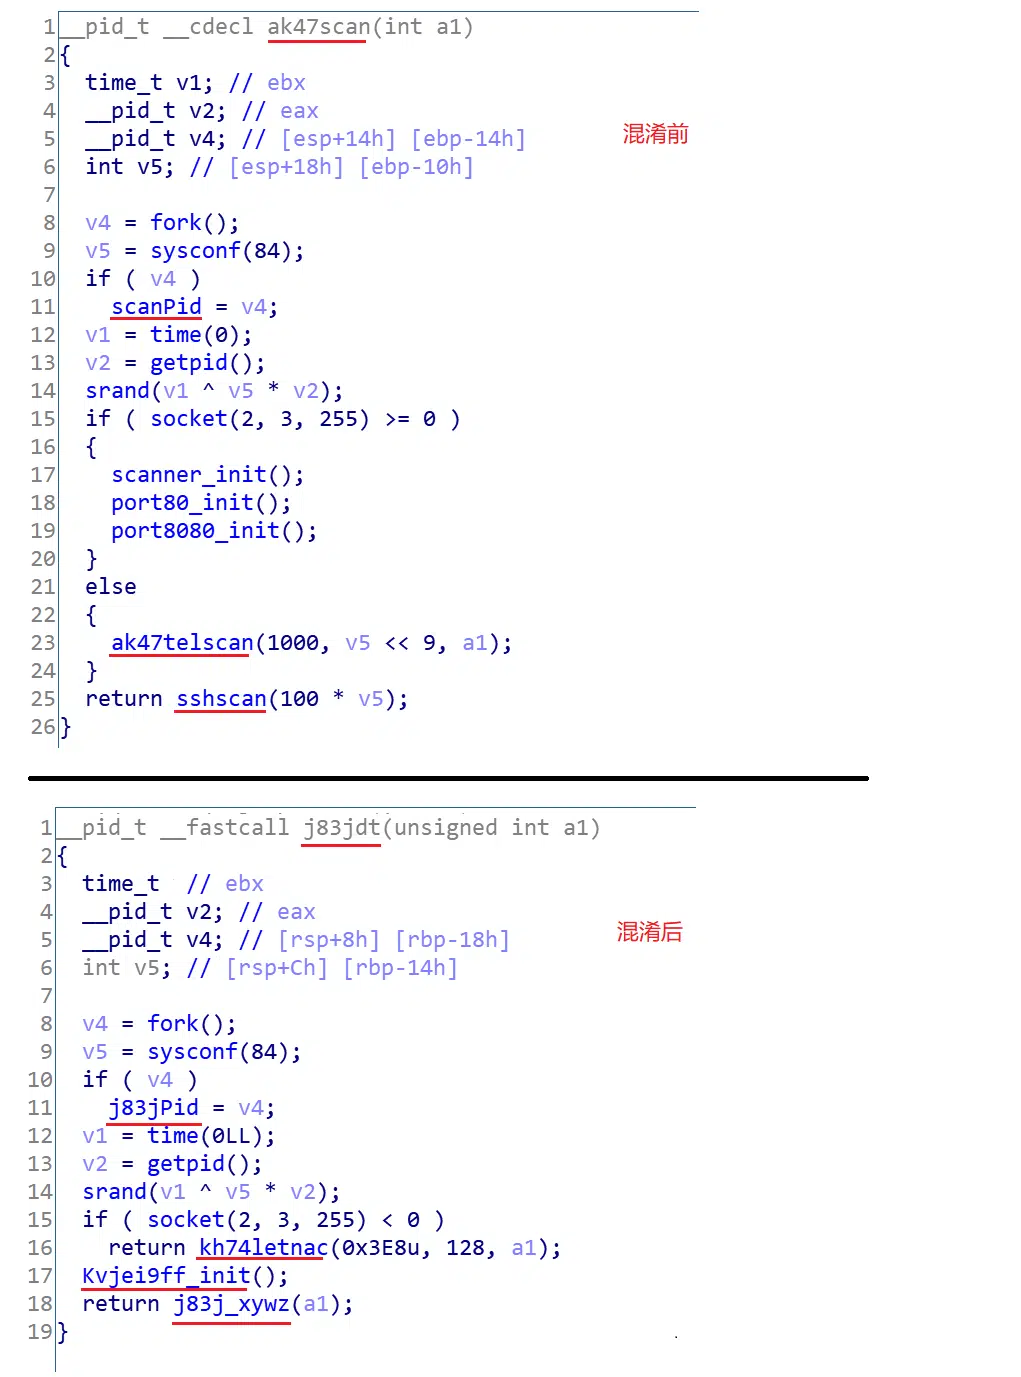 1 __pid_t __cdecl ak47scan(int a1)
2 {
3 time_t v1; // ebx
4 __pid_t v2; // eax
5 __pid_t v4; // [esp+14h] [ebp-14h]
混淆前
6 int v5; // [esp+18h] [ebp-10h]
7
8 v4 = fork();
9 v5 = sysconf(84);
10 if ( v4 )
11 scanPid = v4;
12 v1 = time(0);
13 v2 = getpid();
14 srand(v1 ^ v5 * v2);
15 if ( socket(2, 3, 255) >= 0 )
16 {
17 scanner_init();
18 port80_init();
19 port8080_init();
20 }
21 else
22 {
23 ak47telscan(1000, v5 << 9, a1);
24 }
25 return sshscan(100 * v5);
26 }
1 __pid_t __fastcall j83jdt(unsigned int a1)
2 {
3 time_t // ebx
4 __pid_t v2; // eax
5 __pid_t v4; // [rsp+8h] [rbp-18h]
混淆后
6 int v5; // [rsp+Ch] [rbp-14h]
7
8 v4 = fork();
9 v5 = sysconf(84);
10 if ( v4 )
11 j83jPid = v4;
12 v1 = time(0LL);
13 v2 = getpid();
14 srand(v1 ^ v5 * v2);
15 if ( socket(2, 3, 255) < 0 )
16 return kh74letnac(0x3E8u, 128, a1);
17 Kvjei9ff_init();
18 return j83j_xywz(a1);
19 }